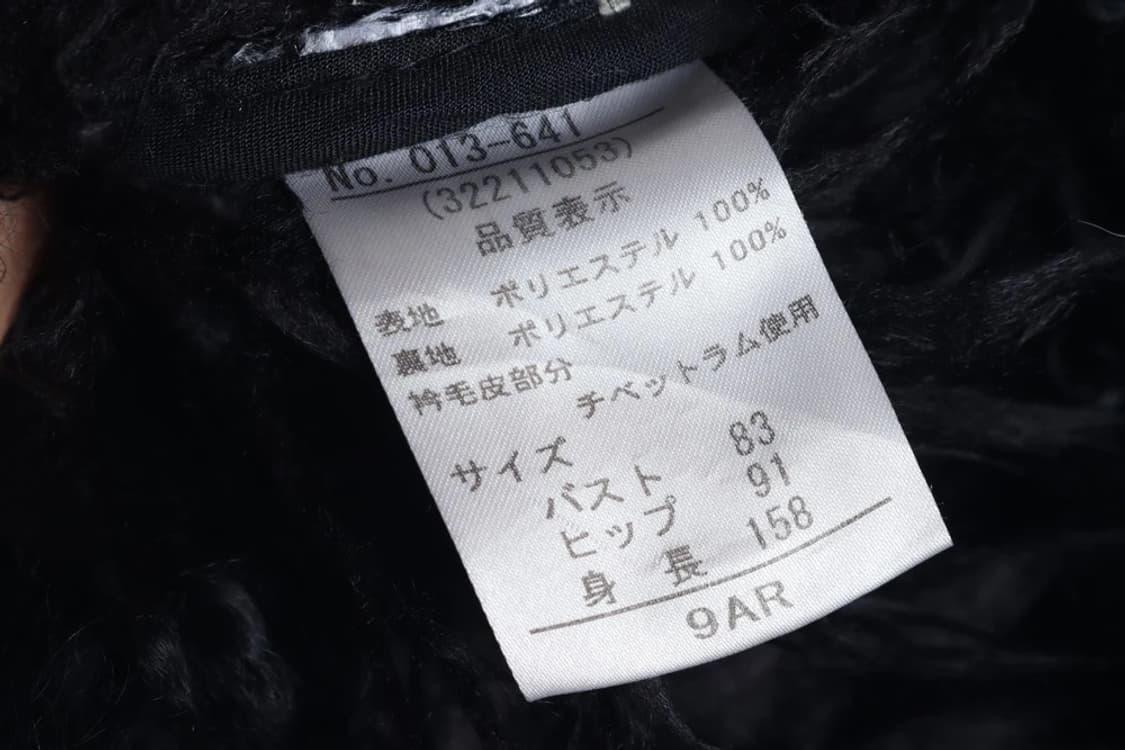 No. 013-641
(32211053)
品質表示
表地 ポリエステル 100%
裏地 ポリエステル 100%
衿毛皮部分
チベットラム使用
サイズ
バスト 83
ヒップ 91
身長 158
9AR